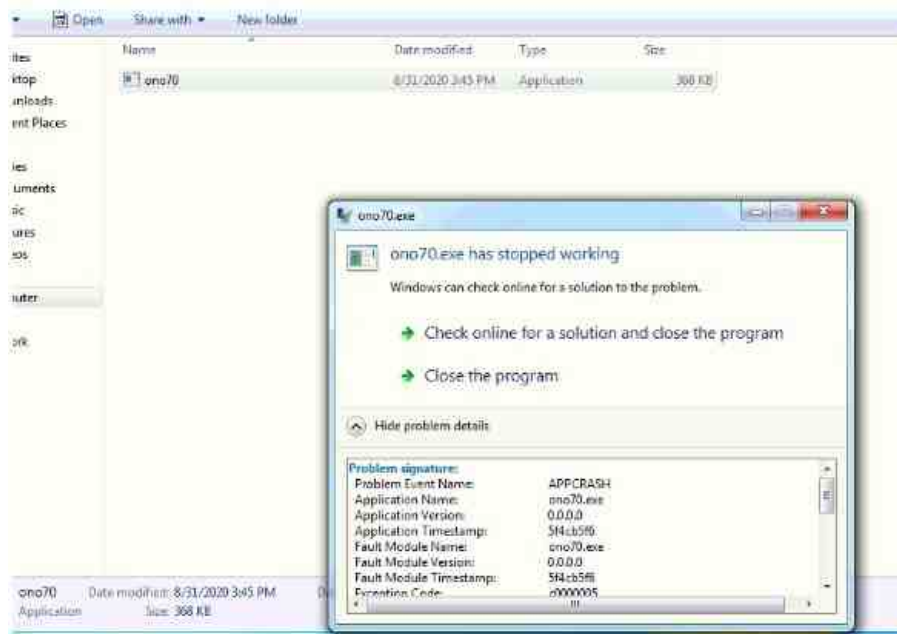 Open Share with New folder
Name Date modified Type Size
ono70 8/31/2020 3:45 PM Application 368 KB
ites
ktop
unloads
ent Places
ies
uments
ic
ures
eos
uter
ork
ono70.exe
ono70.exe has stopped working
Windows can check online for a solution to the problem.
Check online for a solution and close the program
Close the program
Hide problem details
Problem signature:
Problem Event Name: APPCRASH
Application Name: ono70.exe
Application Version: 0.0.0.0
Application Timestamp: 5f4cb5f6
Fault Module Name: ono70.exe
Fault Module Version: 0.0.0.0
Fault Module Timestamp: 5f4cb5f6
Exception Code: c0000005
ono70 Date modified: 8/31/2020 3:45 PM
Application Size: 368 KB